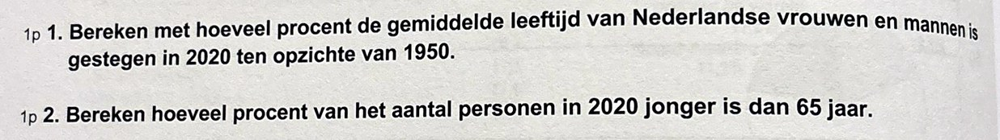 1p 1. Bereken met hoeveel procent de gemiddelde leeftijd van Nederlandse vrouwen en mannen is
gestegen in 2020 ten opzichte van 1950.
1p 2. Bereken hoeveel procent van het aantal personen in 2020 jonger is dan 65 jaar.